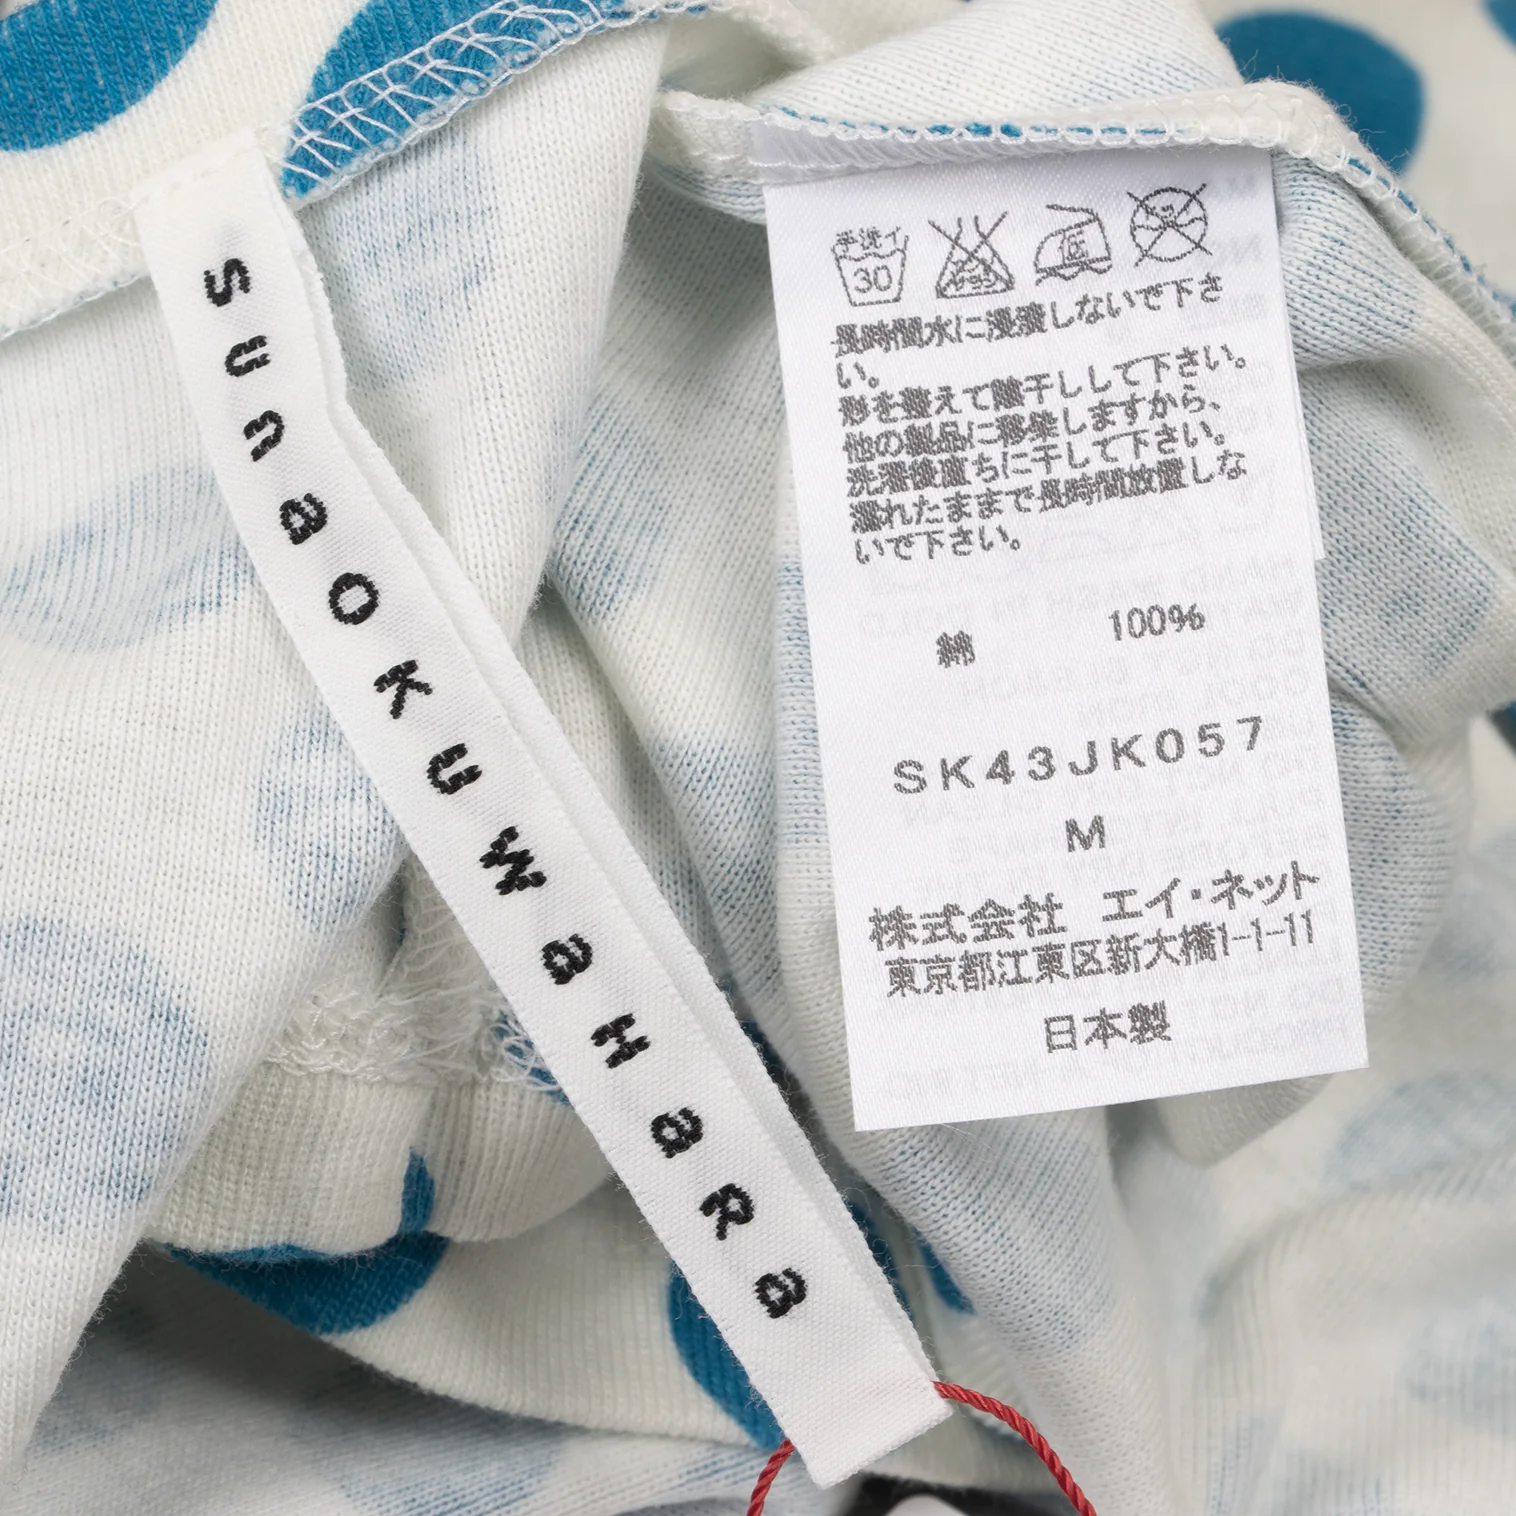 SunaoKuwaHaRa
手洗イ
30
長時間水に浸漬しないで下さ
い。
形を整えて陰干しして下さい。
他の製品に移染しますから、
洗濯後直ちに干して下さい。
濡れたままで長時間放置しな
いで下さい。
綿 100%
SK43JK057
M
株式会社 エイ・ネット
東京都江東区新大橋1-1-11
日本製